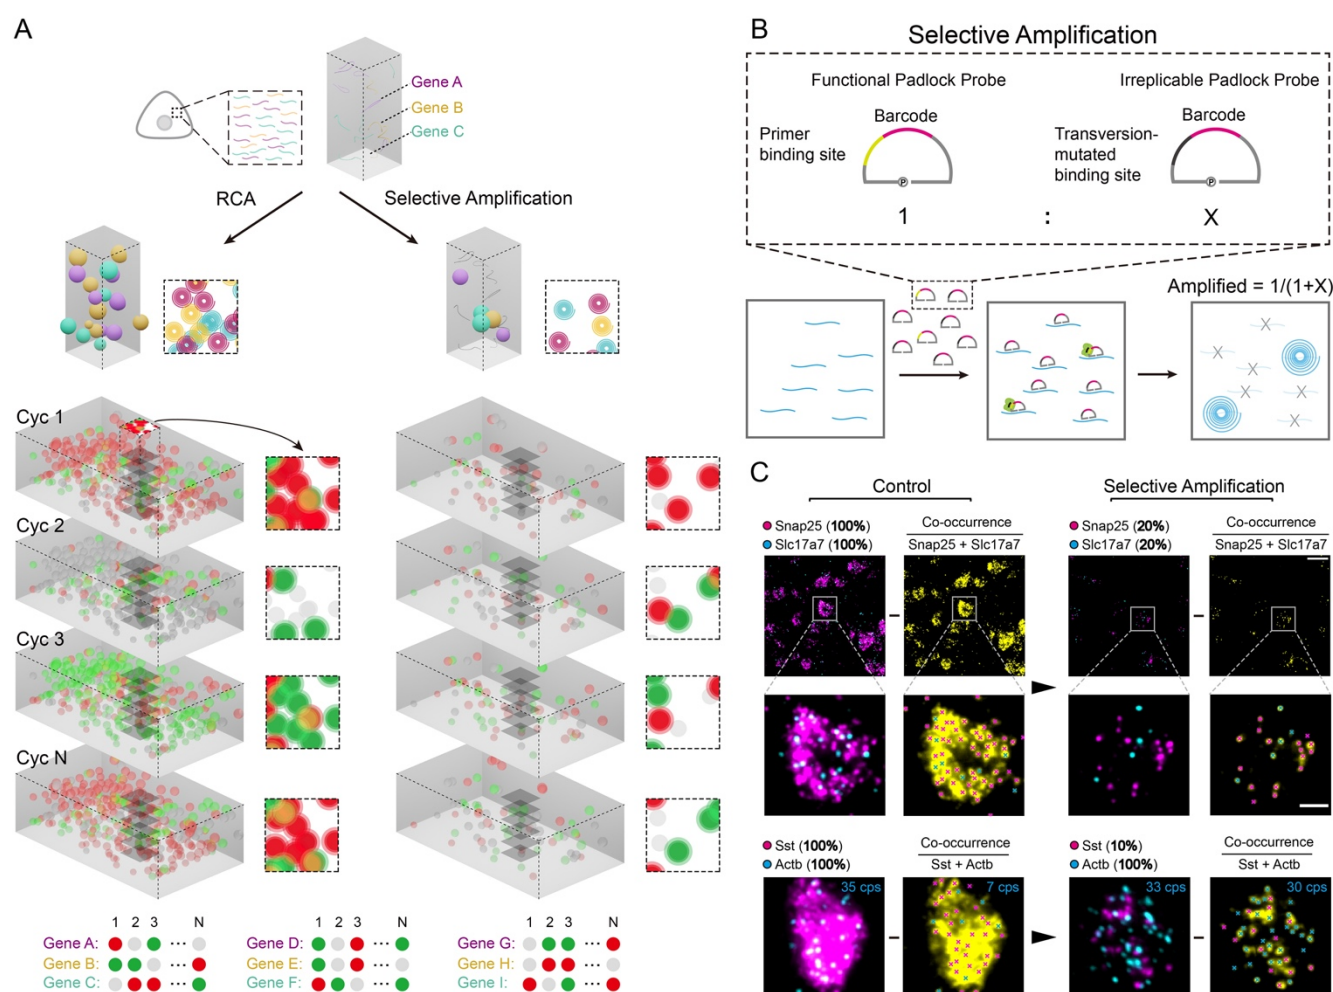 A
Gene A
Gene B
Gene C
RCA
Selective Amplification
Cyc 1
Cyc 2
Cyc 3
Cyc N
1 2 3 N
Gene A: ···
Gene B: ···
Gene C: ···
1 2 3 N
Gene D: ···
Gene E: ···
Gene F: ···
1 2 3 N
Gene G: ···
Gene H: ···
Gene I: ···
B
Selective Amplification
Functional Padlock Probe
Irreplicable Padlock Probe
Barcode
Primer
binding site
P
Barcode
Transversion-
mutated
binding site
P
1 : X
Amplified = 1/(1+X)
C
Control
Selective Amplification
Snap25 (100%)
Slc17a7 (100%)
Co-occurrence
Snap25 + Slc17a7
Snap25 (20%)
Slc17a7 (20%)
Co-occurrence
Snap25 + Slc17a7
Sst (100%)
Actb (100%)
Co-occurrence
Sst + Actb
Sst (10%)
Actb (100%)
Co-occurrence
Sst + Actb
35 cps
7 cps
33 cps
30 cps